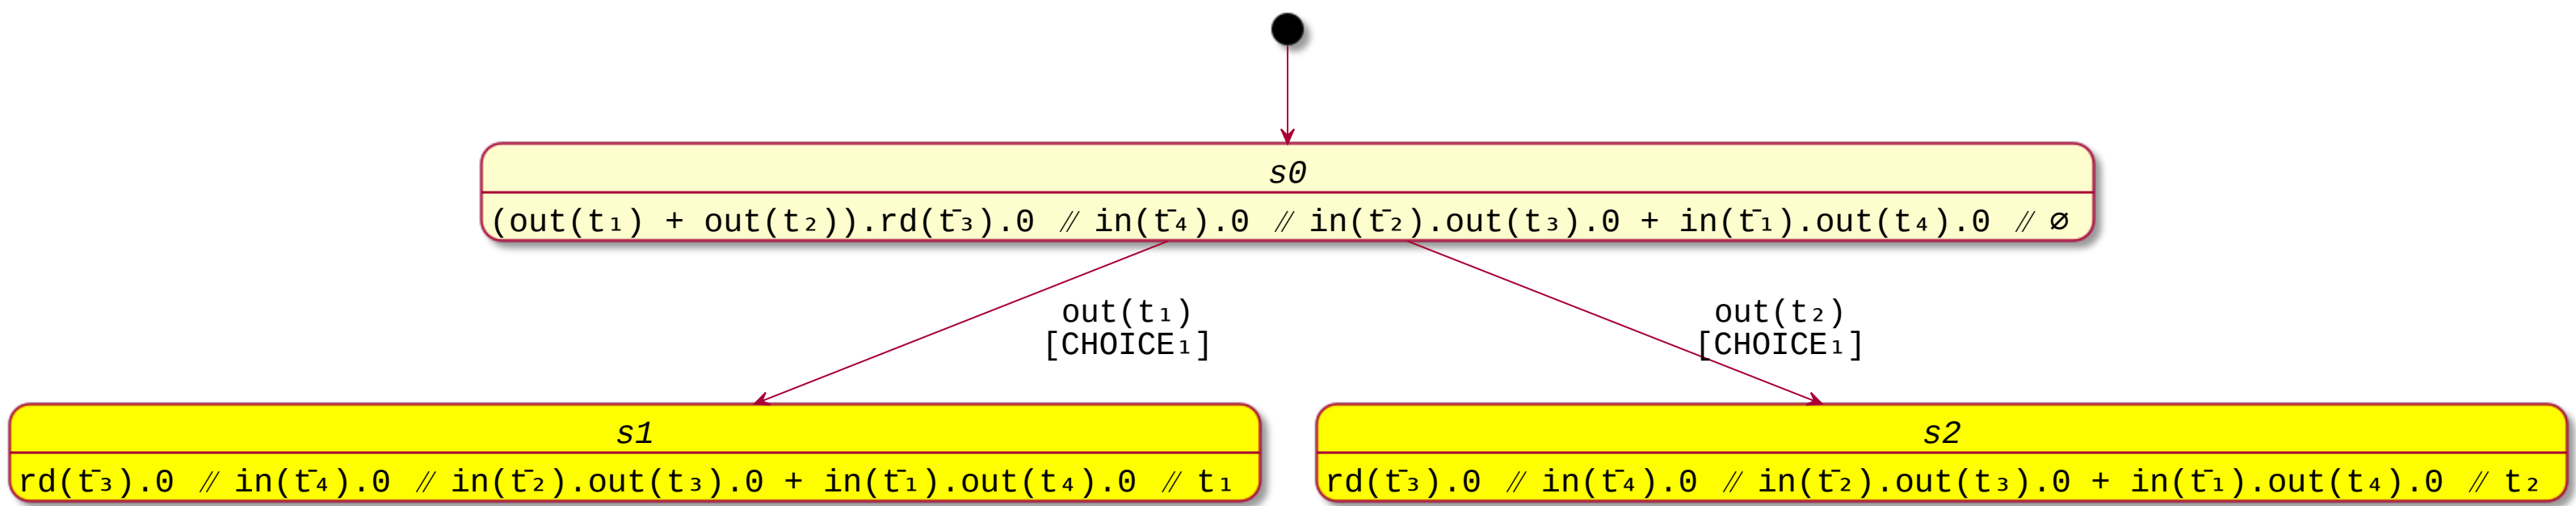 s0
(out(t₁) + out(t₂)).rd(t̄₃).0 ⫽ in(t̄₄).0 ⫽ in(t̄₂).out(t₃).0 + in(t̄₁).out(t₄).0 ⫽ ∅
out(t₁)
[CHOICE₁]
out(t₂)
[CHOICE₁]
s1
rd(t̄₃).0 ⫽ in(t̄₄).0 ⫽ in(t̄₂).out(t₃).0 + in(t̄₁).out(t₄).0 ⫽ t₁
s2
rd(t̄₃).0 ⫽ in(t̄₄).0 ⫽ in(t̄₂).out(t₃).0 + in(t̄₁).out(t₄).0 ⫽ t₂